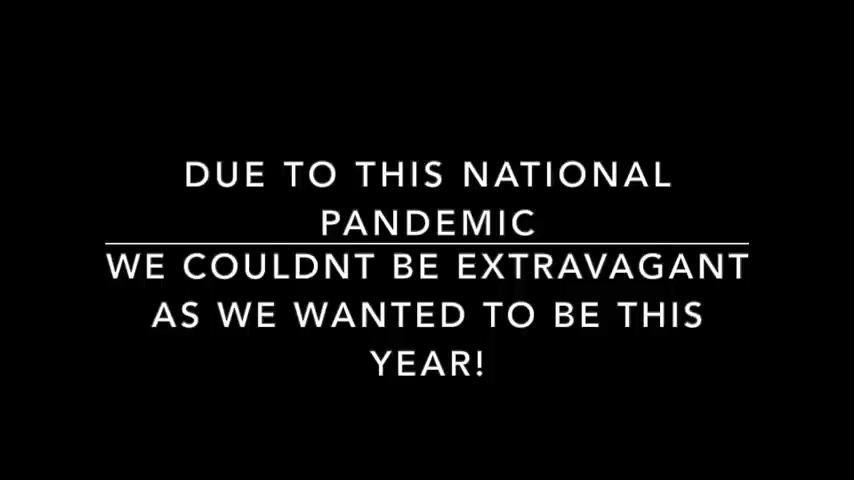 DUE TO THIS NATIONAL
PANDEMIC
WE COULDNT BE EXTRAVAGANT
AS WE WANTED TO BE THIS
YEAR!